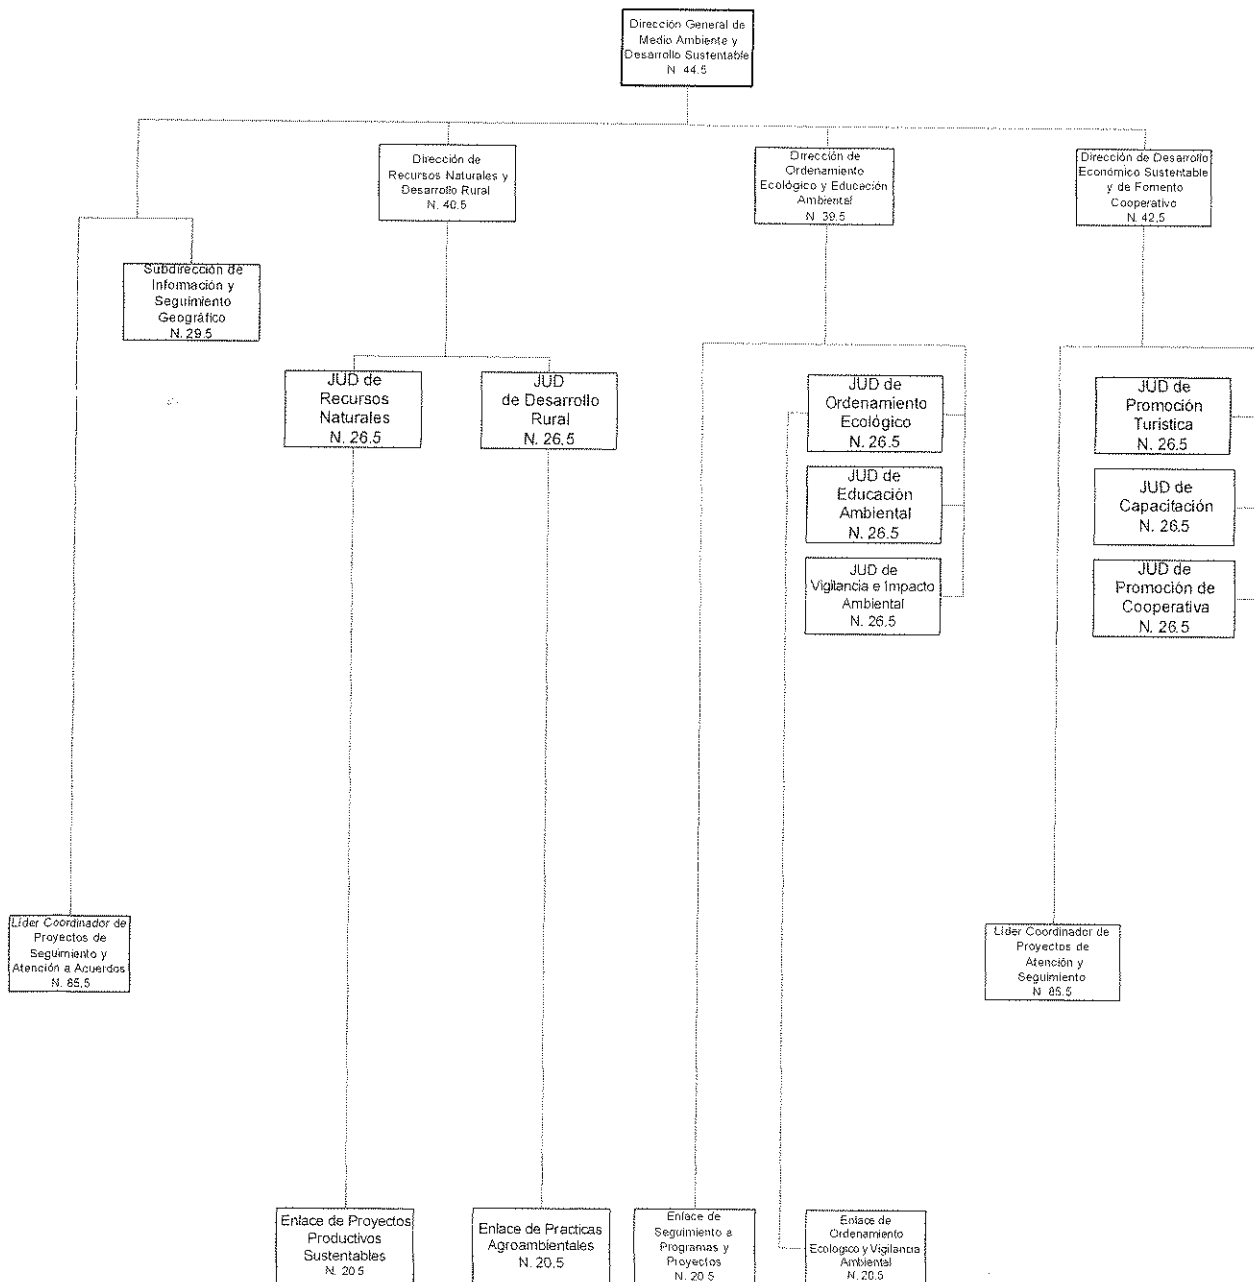 Dirección General de
Medio Ambiente y
Desarrollo Sustentable
N 44.5
Dirección de
Recursos Naturales y
Desarrollo Rural
N. 40.5
Dirección de
Ordenamiento
Ecológico y Educación
Ambiental
N 39.5
Dirección de Desarrollo
Económico Sustentable
y de Fomento
Cooperativo
N. 42.5
Subdirección de
Información y
Seguimiento
Geográfico
N. 29.5
JUD de
Recursos
Naturales
N. 26.5
JUD
de Desarrollo
Rural
N. 26.5
JUD de
Ordenamiento
Ecológico
N. 26.5
JUD de
Promoción
Turística
N. 26.5
JUD de
Educación
Ambiental
N. 26.5
JUD de
Capacitación
N. 26.5
JUD de
Vigilancia e Impacto
Ambiental
N. 26.5
JUD de
Promoción de
Cooperativa
N. 26.5
Líder Coordinador de
Proyectos de
Seguimiento y
Atención a Acuerdos
N. 85.5
Líder Coordinador de
Proyectos de
Atención y
Seguimiento
N 85.5
Enlace de Proyectos
Productivos
Sustentables
N. 20.5
Enlace de Practicas
Agroambientales
N. 20.5
Enlace de
Seguimiento a
Programas y
Proyectos
N. 20 5
Enlace de
Ordenamiento
Ecologico y Vigilancia
Ambiental
N. 20.5